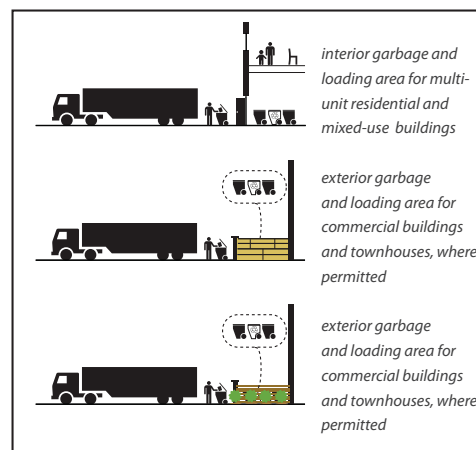 interior garbage and
loading area for multi-
unit residential and
mixed-use buildings
exterior garbage
and loading area for
commercial buildings
and townhouses, where
permitted
exterior garbage
and loading area for
commercial buildings
and townhouses, where
permitted